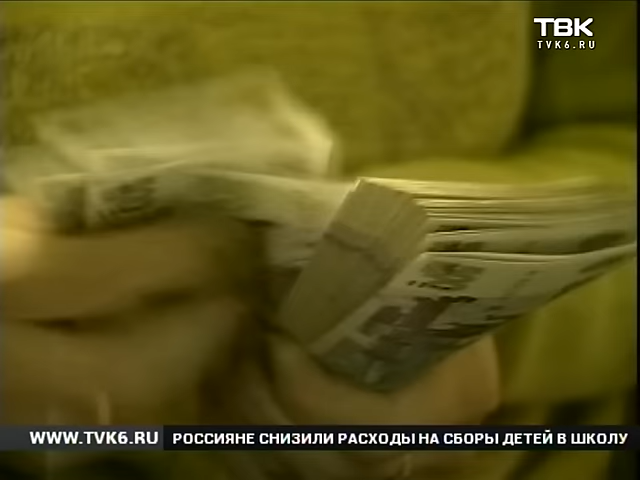 ТВК
TVK6.RU
WWW.TVK6.RU
РОССИЯНЕ СНИЗИЛИ РАСХОДЫ НА СБОРЫ ДЕТЕЙ В ШКОЛУ